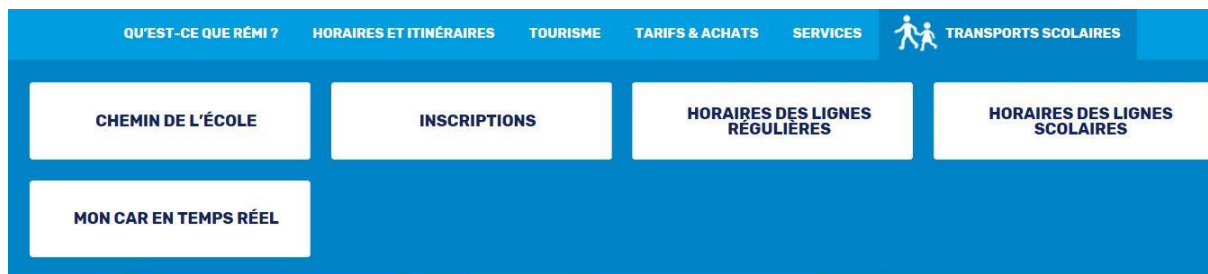 QU'EST-CE QUE RÉMI ? HORAIRES ET ITINÉRAIRES TOURISME TARIFS & ACHATS SERVICES TRANSPORTS SCOLAIRES
CHEMIN DE L'ÉCOLE
INSCRIPTIONS
HORAIRES DES LIGNES
RÉGULIÈRES
HORAIRES DES LIGNES
SCOLAIRES
MON CAR EN TEMPS RÉEL